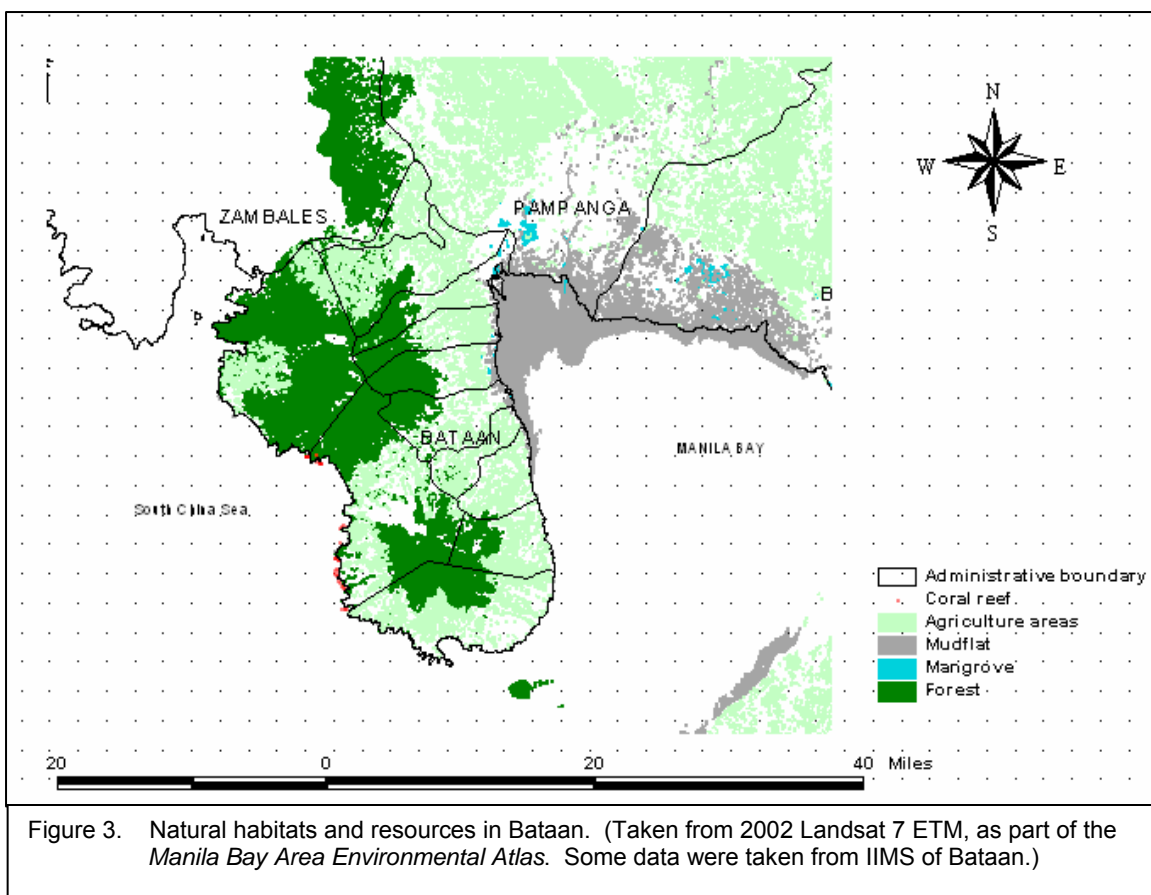 N
W E
S
ZAMBALES
PAMPANGA
B
BATAAN
MANILA BAY
South China Sea
Administrative boundary
Coral reef
Agriculture areas
Mudflat
Mangrove
Forest
20 0 20 40 Miles
Figure 3. Natural habitats and resources in Bataan. (Taken from 2002 Landsat 7 ETM, as part of the
Manila Bay Area Environmental Atlas. Some data were taken from IIMS of Bataan.)